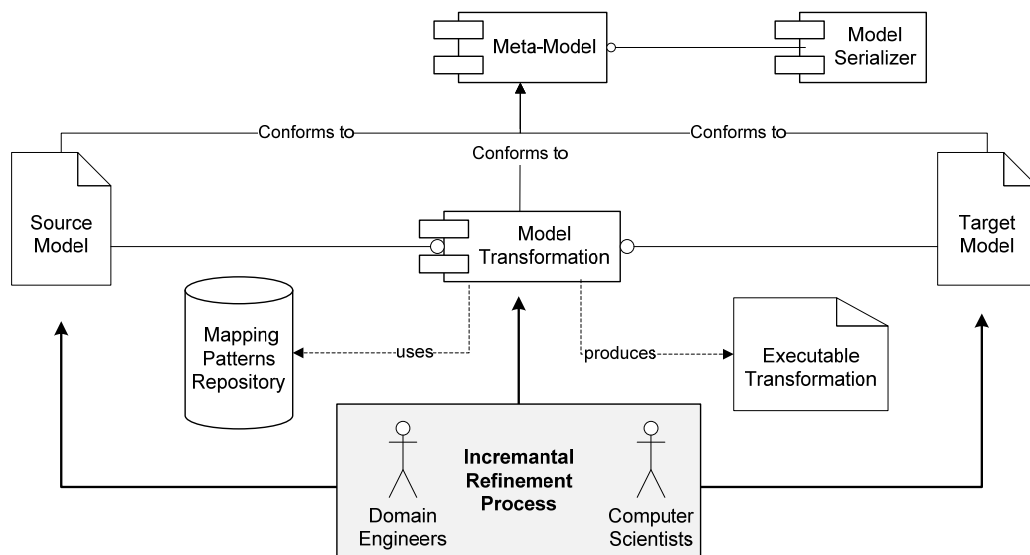 Meta-Model
Model
Serializer
Conforms to
Conforms to
Conforms to
Source
Model
Model
Transformation
Target
Model
Mapping
Patterns
Repository
uses
produces
Executable
Transformation
Incremantal
Refinement
Process
Domain
Engineers
Computer
Scientists